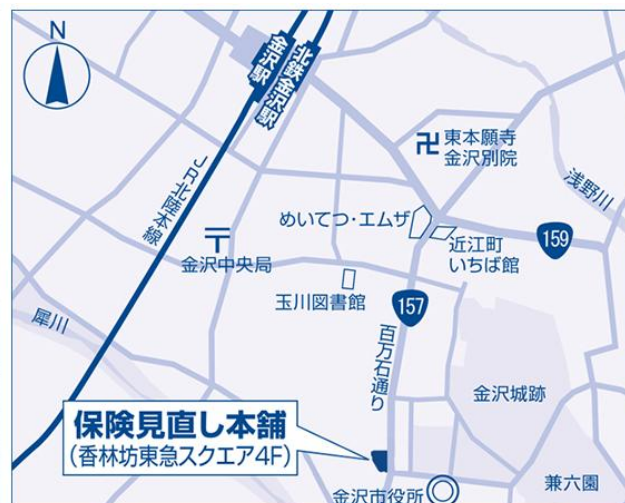 N
金沢駅
北鉄金沢駅
東本願寺
金沢別院
浅野川
JR北陸本線
めいてつ・エムザ
近江町
いちば館
159
〒
金沢中央局
玉川図書館
157
百万石通り
犀川
金沢城跡
保険見直し本舗
(香林坊東急スクエア4F)
金沢市役所
兼六園